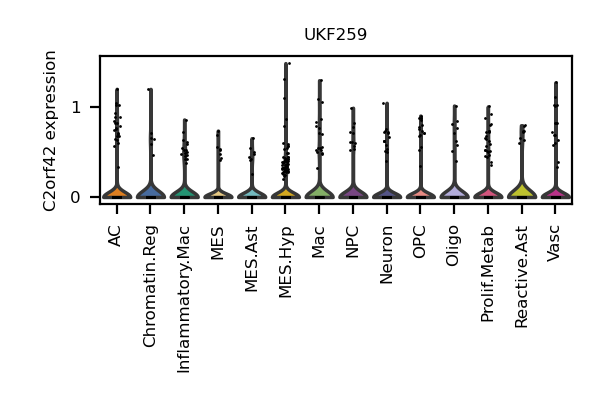 UKF259
C2orf42 expression
1
0
AC
Chromatin.Reg
Inflammatory.Mac
MES
MES.Ast
MES.Hyp
Mac
NPC
Neuron
OPC
Oligo
Prolif.Metab
Reactive.Ast
Vasc